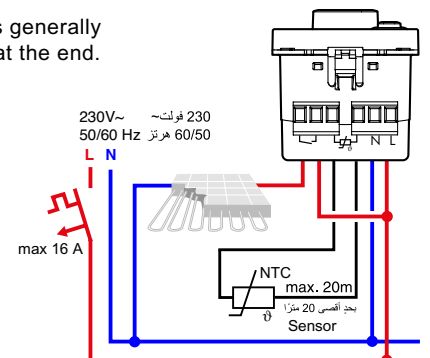 s generally
at the end.
230V~ 230 فولت~
50/60 Hz 60/50 هرتز
L N
N L
ϑ
max 16 A
NTC
max. 20m
بحدٍ أقصى 20 مترًا
ϑ
Sensor